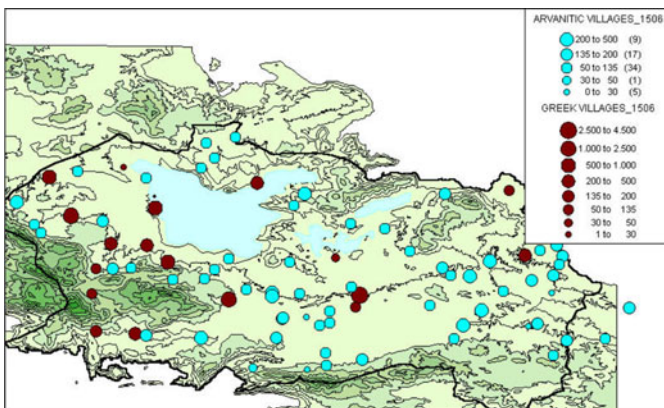 ARVANITIC VILLAGES_1506
200 to 500 (9)
135 to 200 (17)
50 to 135 (34)
30 to 50 (1)
0 to 30 (5)
GREEK VILLAGES_1506
2.500 to 4.500
1.000 to 2.500
500 to 1.000
200 to 500
135 to 200
50 to 135
30 to 50
1 to 30